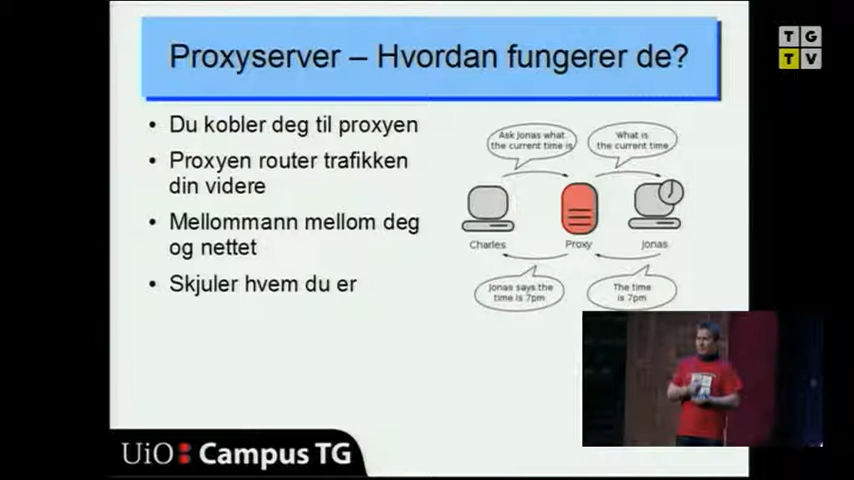 Proxyserver – Hvordan fungerer de?
TG
TV
• Du kobler deg til proxyen
• Proxyen router trafikken
din videre
• Mellommann mellom deg
og nettet
• Skjuler hvem du er
Ask Jonas what
the current time is
What is
the current time
Charles
Proxy
Jonas
Jonas says the
time is 7pm
The time
is 7pm
UiO: Campus TG